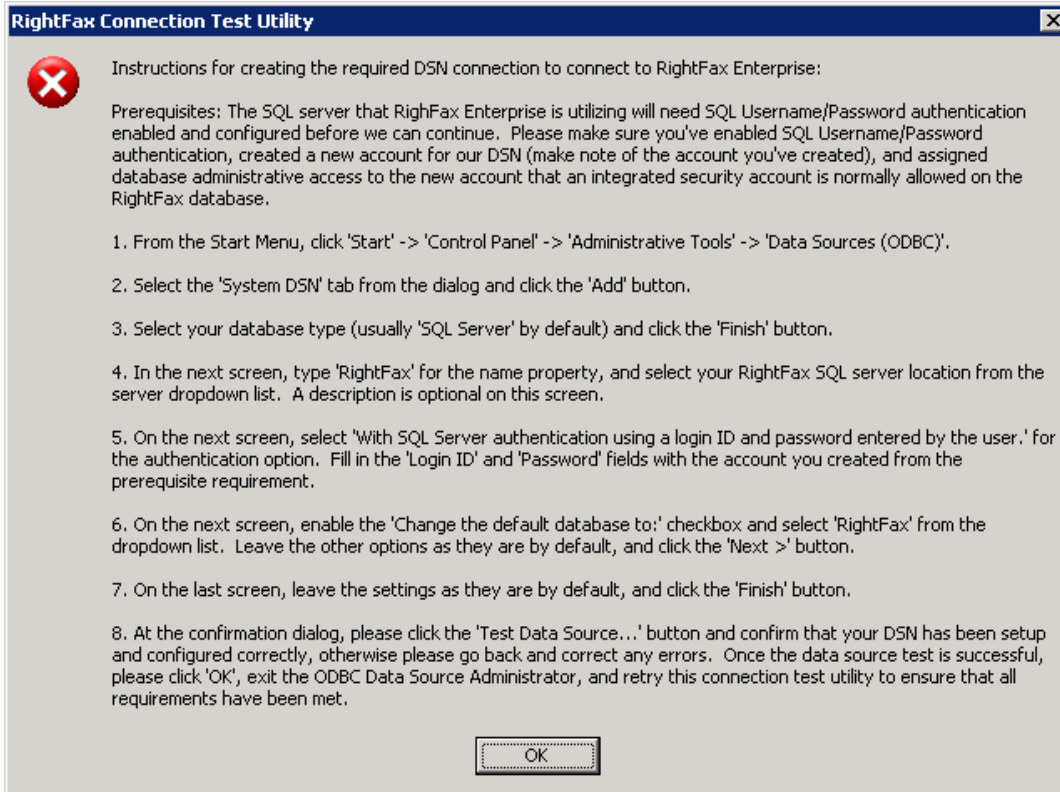 RightFax Connection Test Utility
Instructions for creating the required DSN connection to connect to RightFax Enterprise:
Prerequisites: The SQL server that RighFax Enterprise is utilizing will need SQL Username/Password authentication
enabled and configured before we can continue. Please make sure you've enabled SQL Username/Password
authentication, created a new account for our DSN (make note of the account you've created), and assigned
database administrative access to the new account that an integrated security account is normally allowed on the
RightFax database.
1. From the Start Menu, click 'Start' -> 'Control Panel' -> 'Administrative Tools' -> 'Data Sources (ODBC)'.
2. Select the 'System DSN' tab from the dialog and click the 'Add' button.
3. Select your database type (usually 'SQL Server' by default) and click the 'Finish' button.
4. In the next screen, type 'RightFax' for the name property, and select your RightFax SQL server location from the
server dropdown list. A description is optional on this screen.
5. On the next screen, select 'With SQL Server authentication using a login ID and password entered by the user.' for
the authentication option. Fill in the 'Login ID' and 'Password' fields with the account you created from the
prerequisite requirement.
6. On the next screen, enable the 'Change the default database to:' checkbox and select 'RightFax' from the
dropdown list. Leave the other options as they are by default, and click the 'Next >' button.
7. On the last screen, leave the settings as they are by default, and click the 'Finish' button.
8. At the confirmation dialog, please click the 'Test Data Source...' button and confirm that your DSN has been setup
and configured correctly, otherwise please go back and correct any errors. Once the data source test is successful,
please click 'OK', exit the ODBC Data Source Administrator, and retry this connection test utility to ensure that all
requirements have been met.
OK